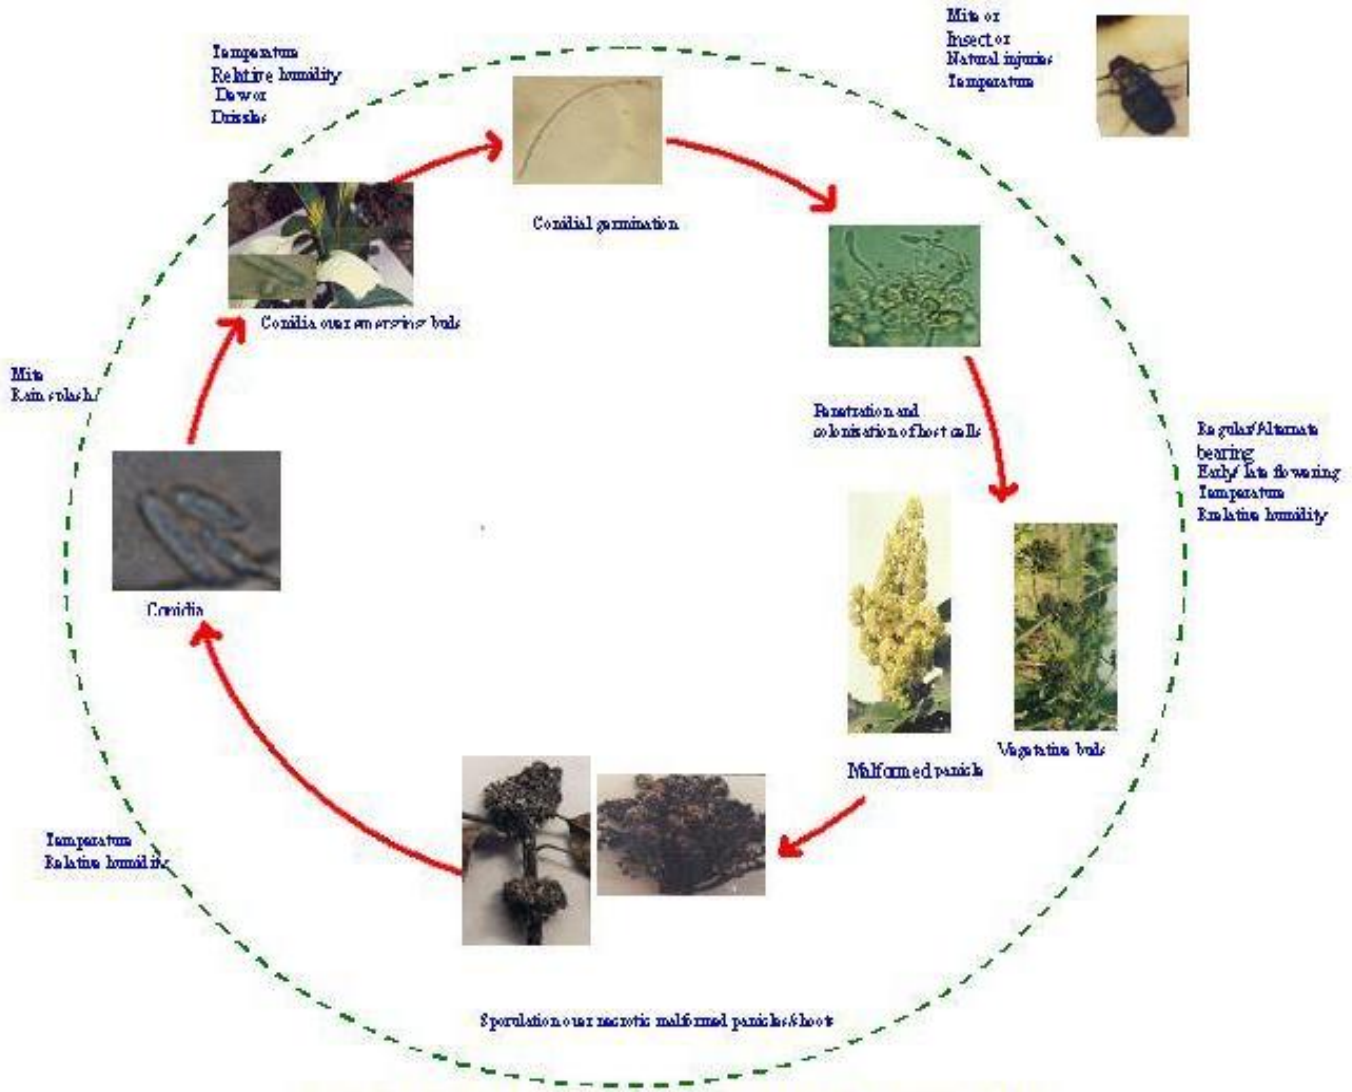 Temperature
Relative humidity
Dew or
Drizzles
Mite or
Insect or
Natural injuries
Temperature
Conidial germination
Conidia over emerging buds
Mite
Rain splash
Penetration and
colonization of host cells
Regular/Alternate
bearing
Early/ late flowering
Temperature
Rrelative humidity
Conidia
Vegetative buds
Malformed panicle
Temperature
Relative humidity
Sporulation over necrotic malformed panicles/shoots